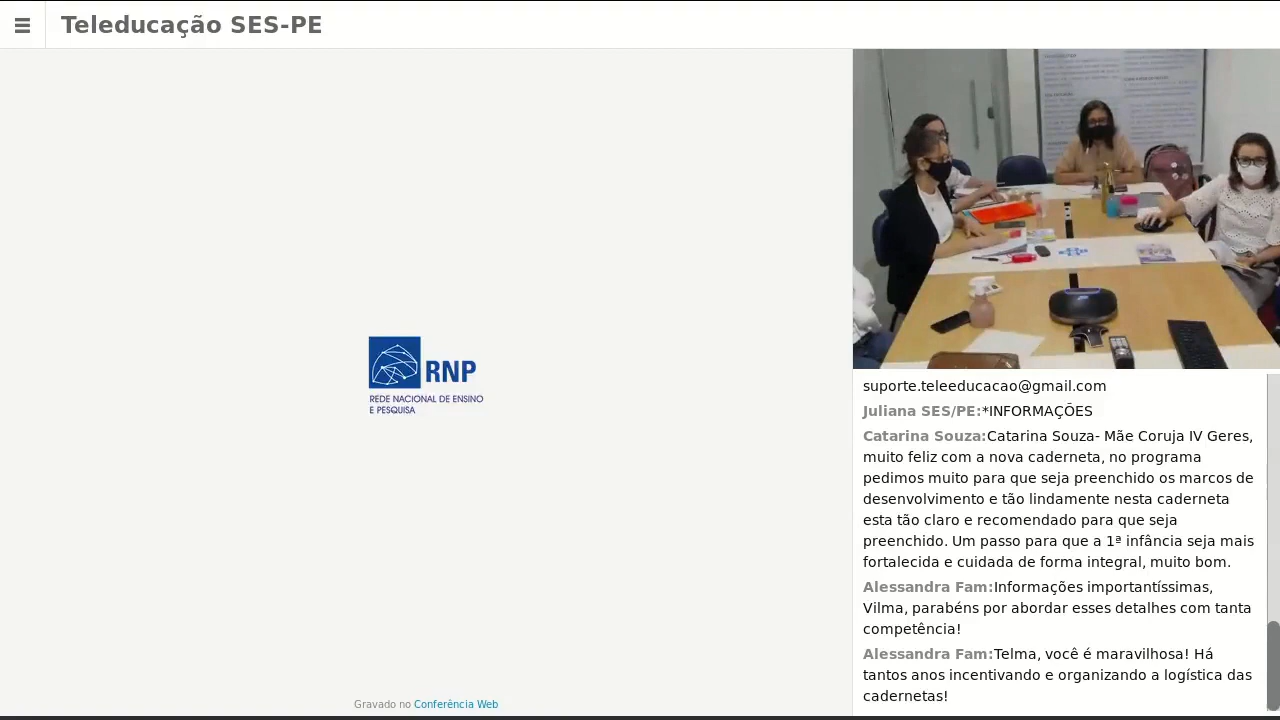 Teleducação SES-PE
RNP
REDE NACIONAL DE ENSINO
E PESQUISA
Gravado no Conferência Web
suporte.teleeducacao@gmail.com
Juliana SES/PE:*INFORMAÇÕES
Catarina Souza:Catarina Souza- Mãe Coruja IV Geres,
muito feliz com a nova caderneta, no programa
pedimos muito para que seja preenchido os marcos de
desenvolvimento e tão lindamente nesta caderneta
esta tão claro e recomendado para que seja
preenchido. Um passo para que a 1ª infância seja mais
fortalecida e cuidada de forma integral, muito bom.
Alessandra Fam:Informações importantíssimas,
Vilma, parabéns por abordar esses detalhes com tanta
competência!
Alessandra Fam:Telma, você é maravilhosa! Há
tantos anos incentivando e organizando a logística das
cadernetas!